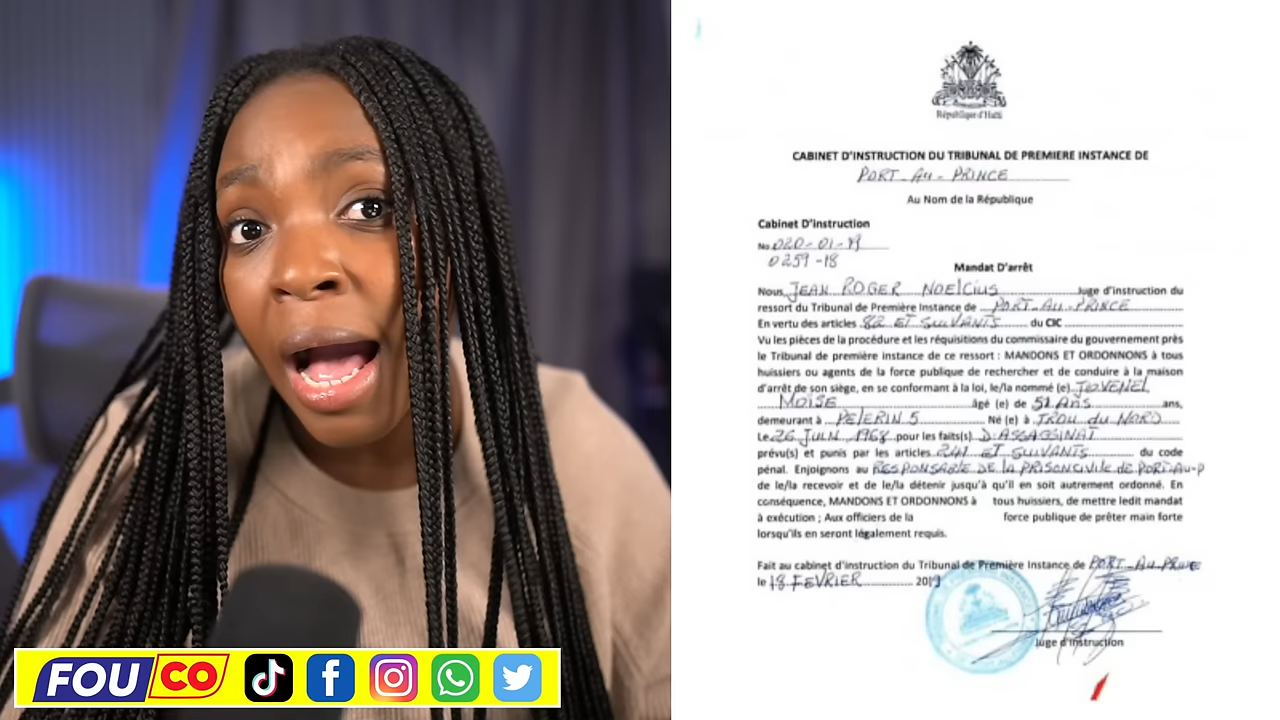 FOUCO
République d'Haïti
CABINET D'INSTRUCTION DU TRIBUNAL DE PREMIERE INSTANCE DE
PORT-AU-PRINCE
Au Nom de la République
Cabinet D'instruction
No 020-01-19
0259-18
Mandat D'arrêt
Nous JEAN ROGER NOELCIUS Juge d'instruction du
ressort du Tribunal de Première Instance de PORT-AU-PRINCE
En vertu des articles 82 ET SUIVANTS du CIC
Vu les pièces de la procédure et les réquisitions du commissaire du gouvernement près
le Tribunal de première instance de ce ressort : MANDONS ET ORDONNONS à tous
huissiers ou agents de la force publique de rechercher et de conduire à la maison
d'arrêt de son siège, en se conformant à la loi, le/la nommé (e) JOVENEL
MOISE âgé (e) de 51 ANS ans,
demeurant à PELERIN 5 Né (e) à TROU DU NORD
Le 26 JUIN 1968 pour les faits(s) D'ASSASSINAT
prévu(s) et punis par les articles 241 ET SUIVANTS du code
pénal. Enjoignons au RESPONSABLE DE LA PRISON CIVILE de PORT-AU-P
de le/la recevoir et de le/la détenir jusqu'à qu'il en soit autrement ordonné. En
conséquence, MANDONS ET ORDONNONS à tous huissiers, de mettre ledit mandat
à exécution ; Aux officiers de la force publique de prêter main forte
lorsqu'ils en seront légalement requis.
Fait au cabinet d'instruction du Tribunal de Première Instance de PORT-AU-PRINCE
le 18 FEVRIER 2019
Juge d'Instruction